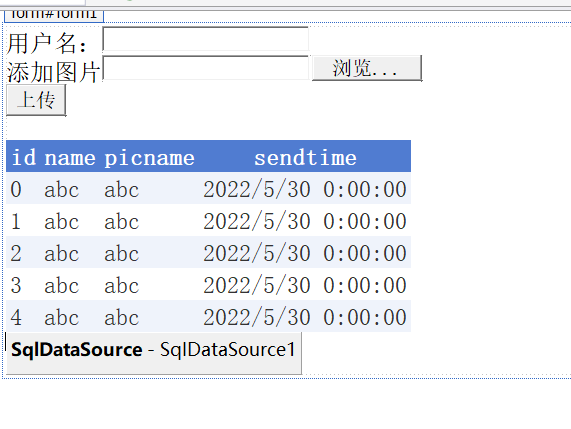 form#form1
用户名：
添加图片 浏览...
上传
id name picname sendtime
0 abc abc 2022/5/30 0:00:00
1 abc abc 2022/5/30 0:00:00
2 abc abc 2022/5/30 0:00:00
3 abc abc 2022/5/30 0:00:00
4 abc abc 2022/5/30 0:00:00
SqlDataSource - SqlDataSource1